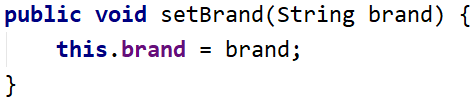 public void setBrand(String brand) {
    this.brand = brand;
}